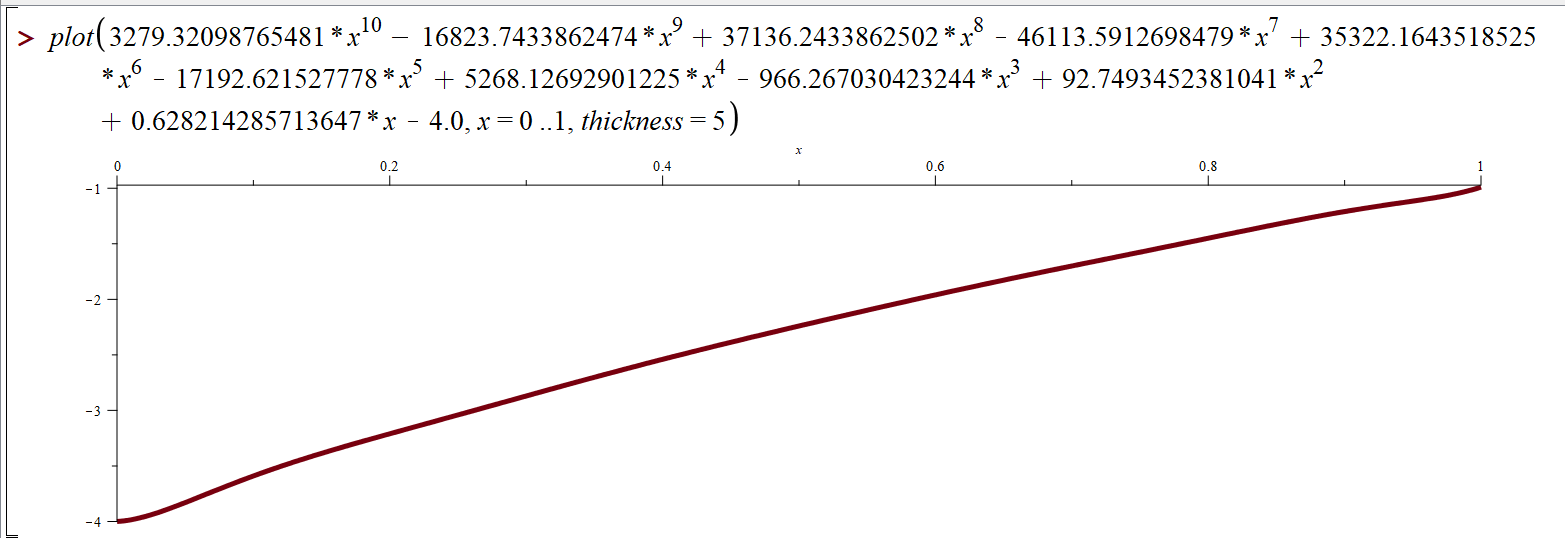 > plot(3279.32098765481*x^10 − 16823.7433862474*x^9 + 37136.2433862502*x^8 − 46113.5912698479*x^7 + 35322.1643518525
*x^6 − 17192.621527778*x^5 + 5268.12692901225*x^4 − 966.267030423244*x^3 + 92.7493452381041*x^2
+ 0.628214285713647*x − 4.0, x = 0 ..1, thickness = 5)
x
0 0.2 0.4 0.6 0.8 1
−1
−2
−3
−4